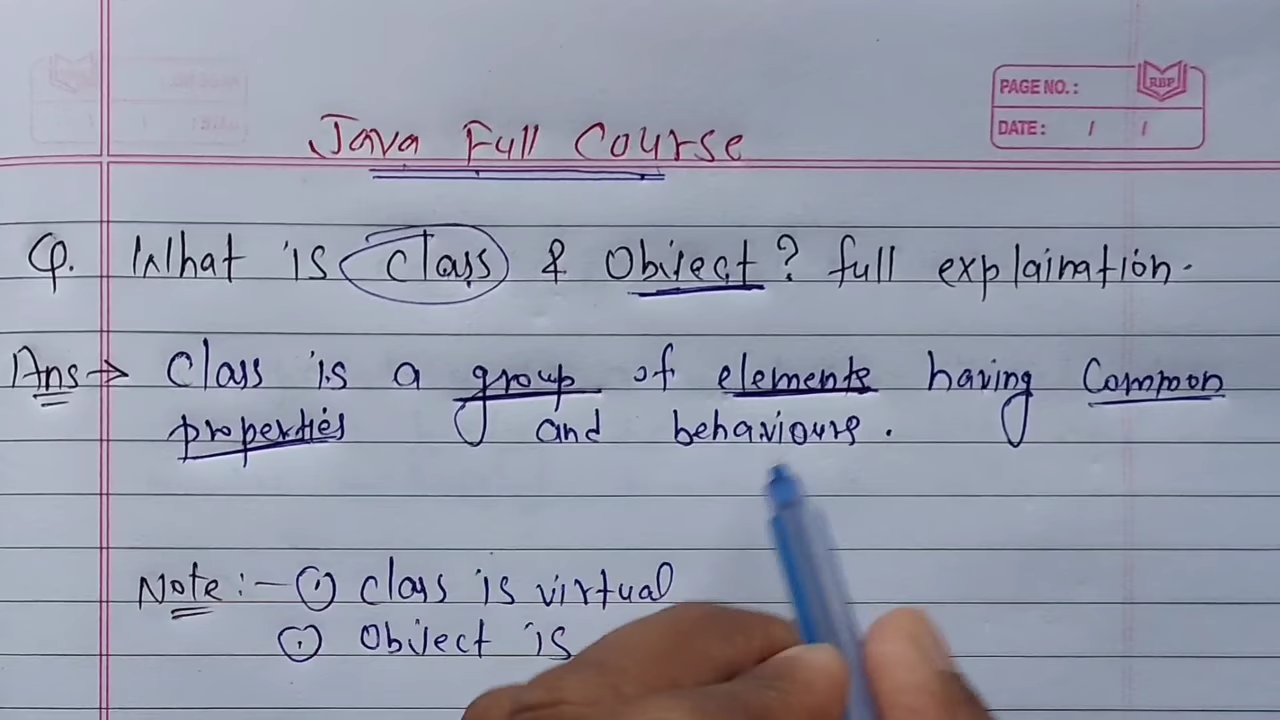 PAGE NO. :
RBP
DATE: / /
Java Full Course
Q. What is class & Object? full explaination.
Ans→ Class is a group of elements having Common
properties and behaviours.
Note:- ① class is virtual
① Object is